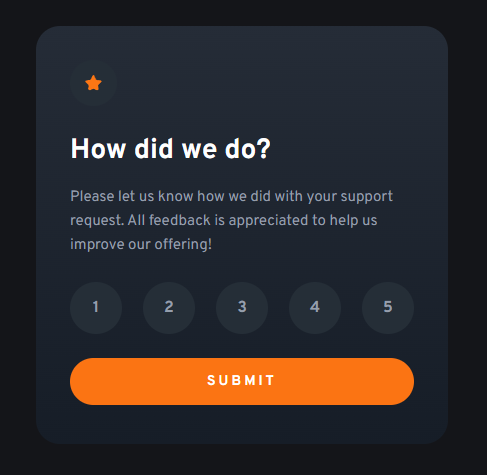 How did we do?
Please let us know how we did with your support
request. All feedback is appreciated to help us
improve our offering!
1 2 3 4 5
SUBMIT